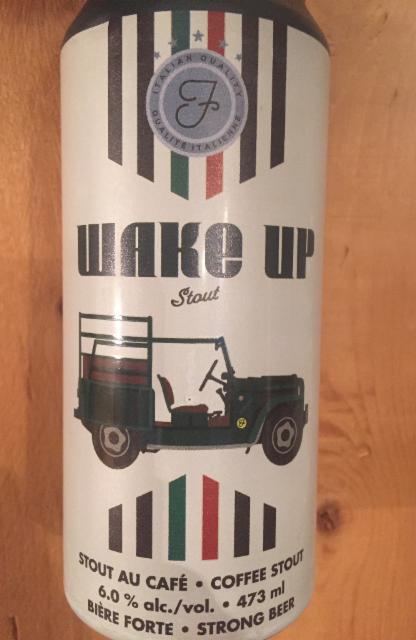 ITALIAN QUALITY
F
QUALITÉ ITALIENNE
WAKE UP
Stout
STOUT AU CAFÉ • COFFEE STOUT
6.0 % alc./vol. • 473 ml
BIÈRE FORTE • STRONG BEER